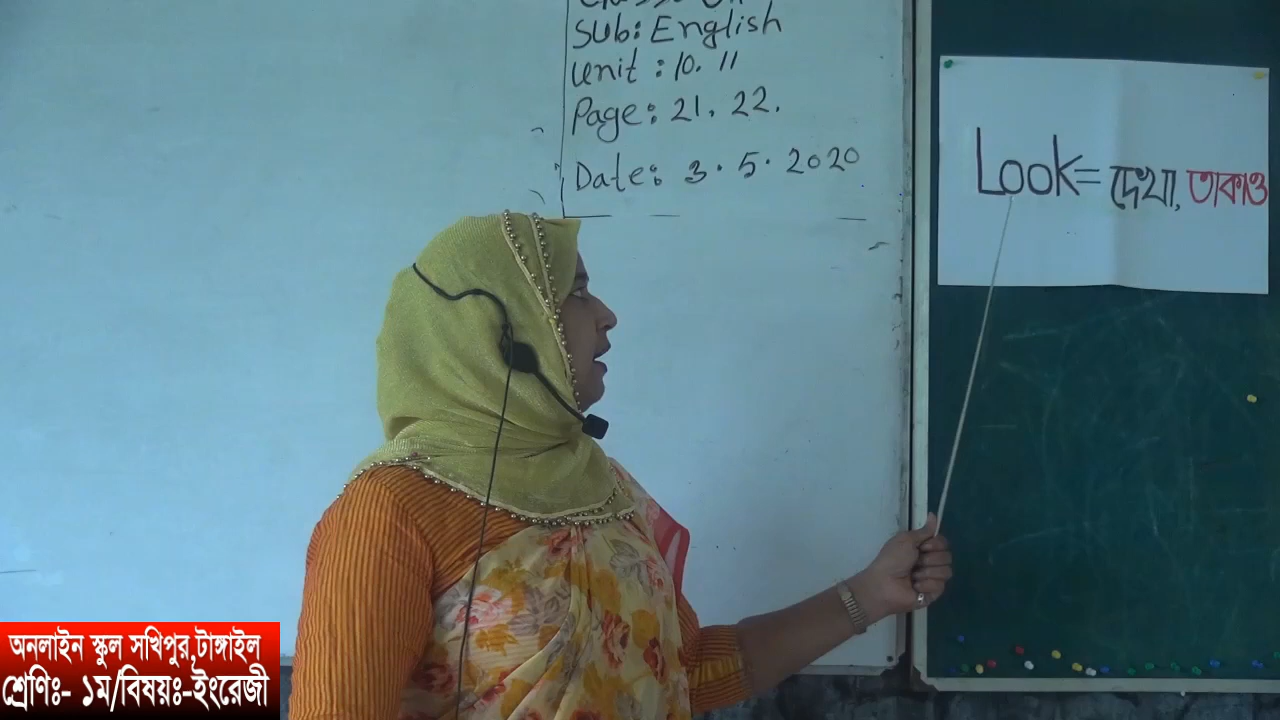 Sub: English
Unit : 10. 11
Page: 21. 22.
Date: 3. 5. 2020
Look= দেখা, তাকাও
অনলাইন স্কুল সখিপুর,টাঙ্গাইল
শ্রেণিঃ- ১ম/বিষয়ঃ-ইংরেজী